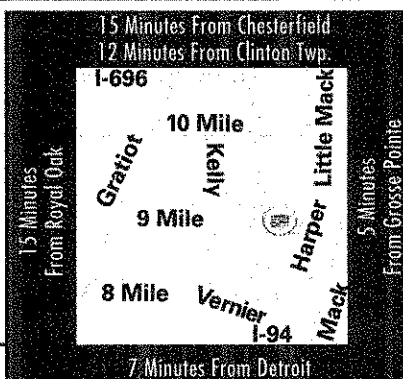 15 Minutes From Chesterfield
12 Minutes From Clinton Twp.
15 Minutes
From Royal Oak
I-696
10 Mile
Little Mack
Gratiot
Kelly
9 Mile
Harper
8 Mile
Vernier
I-94
Mack
5 Minutes
From Grosse Pointe
7 Minutes From Detroit